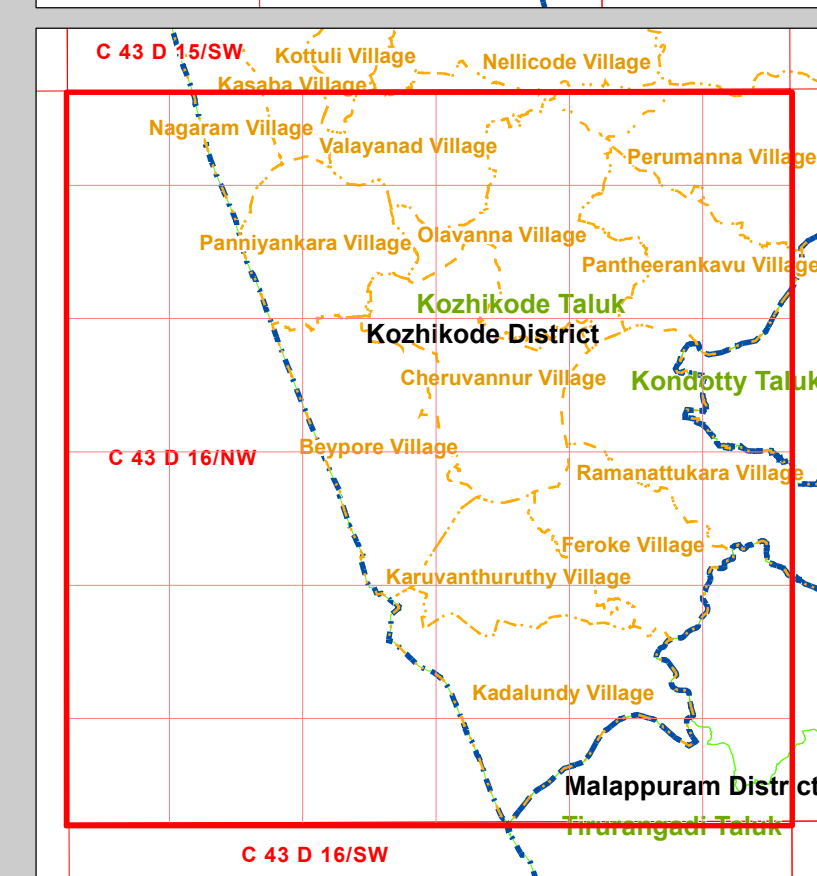 C 43 D 15/SW
Kottuli Village
Nellicode Village
Kasaba Village
Nagaram Village
Valayanad Village
Perumanna Village
Panniyankara Village
Olavanna Village
Pantheerankavu Village
Kozhikode Taluk
Kozhikode District
Cheruvannur Village
Kondotty Taluk
Beypore Village
C 43 D 16/NW
Ramanattukara Village
Feroke Village
Karuvanthuruthy Village
Kadalundy Village
Malappuram District
Tirurangadi Taluk
C 43 D 16/SW